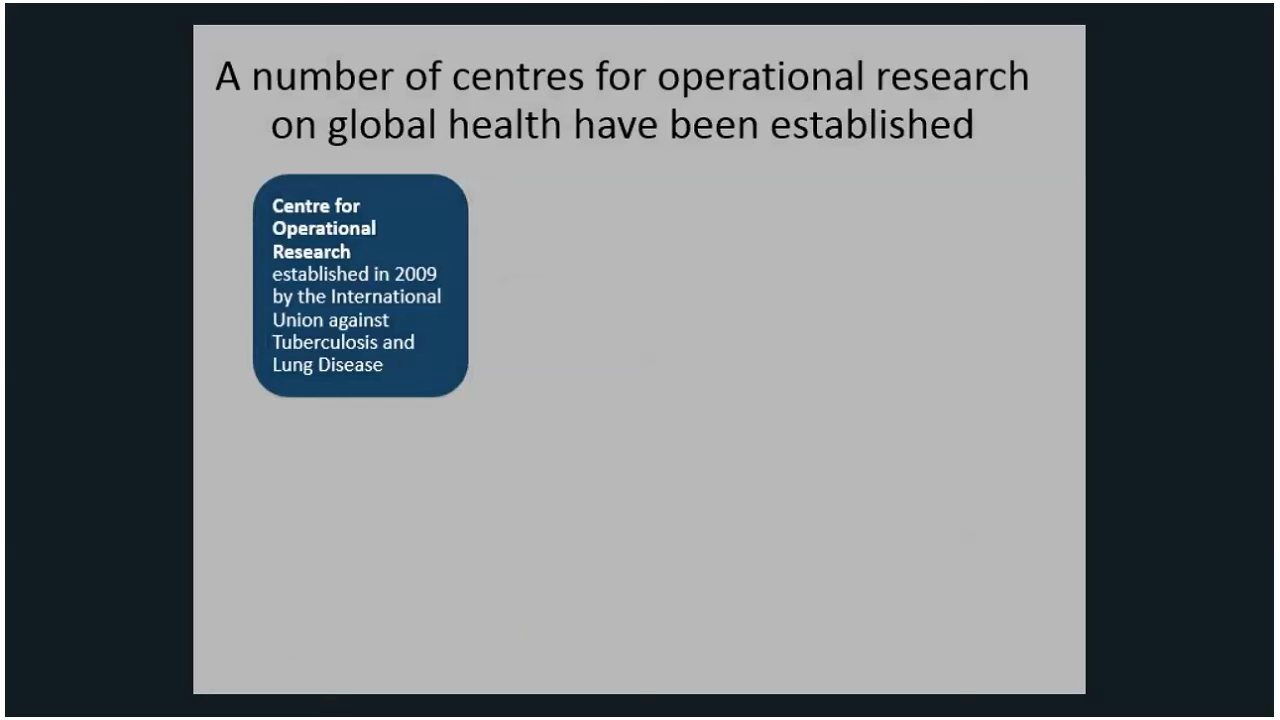 A number of centres for operational research
on global health have been established
Centre for
Operational
Research
established in 2009
by the International
Union against
Tuberculosis and
Lung Disease